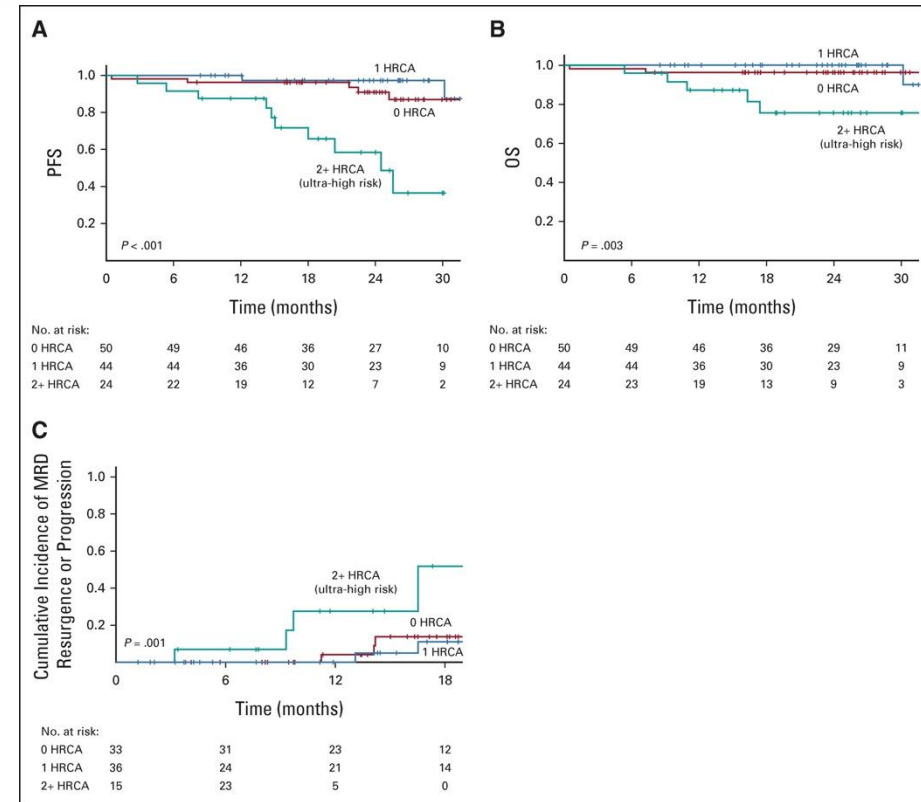 A
1.0
0.8
0.6
0.4
0.2
PFS
1 HRCA
0 HRCA
2+ HRCA
(ultra-high risk)
P < .001
0 6 12 18 24 30
Time (months)
No. at risk:
0 HRCA 50 49 46 36 27 10
1 HRCA 44 44 36 30 23 9
2+ HRCA 24 22 19 12 7 2
B
1.0
0.8
0.6
0.4
0.2
OS
1 HRCA
0 HRCA
2+ HRCA
(ultra-high risk)
P = .003
0 6 12 18 24 30
Time (months)
No. at risk:
0 HRCA 50 49 46 36 29 11
1 HRCA 44 44 36 30 23 9
2+ HRCA 24 23 19 13 9 3
C
Cumulative Incidence of MRD
Resurgence or Progression
1.0
0.8
0.6
0.4
0.2
2+ HRCA
(ultra-high risk)
0 HRCA
1 HRCA
P = .001
0 6 12 18
Time (months)
No. at risk:
0 HRCA 33 31 23 12
1 HRCA 36 24 21 14
2+ HRCA 15 23 5 0